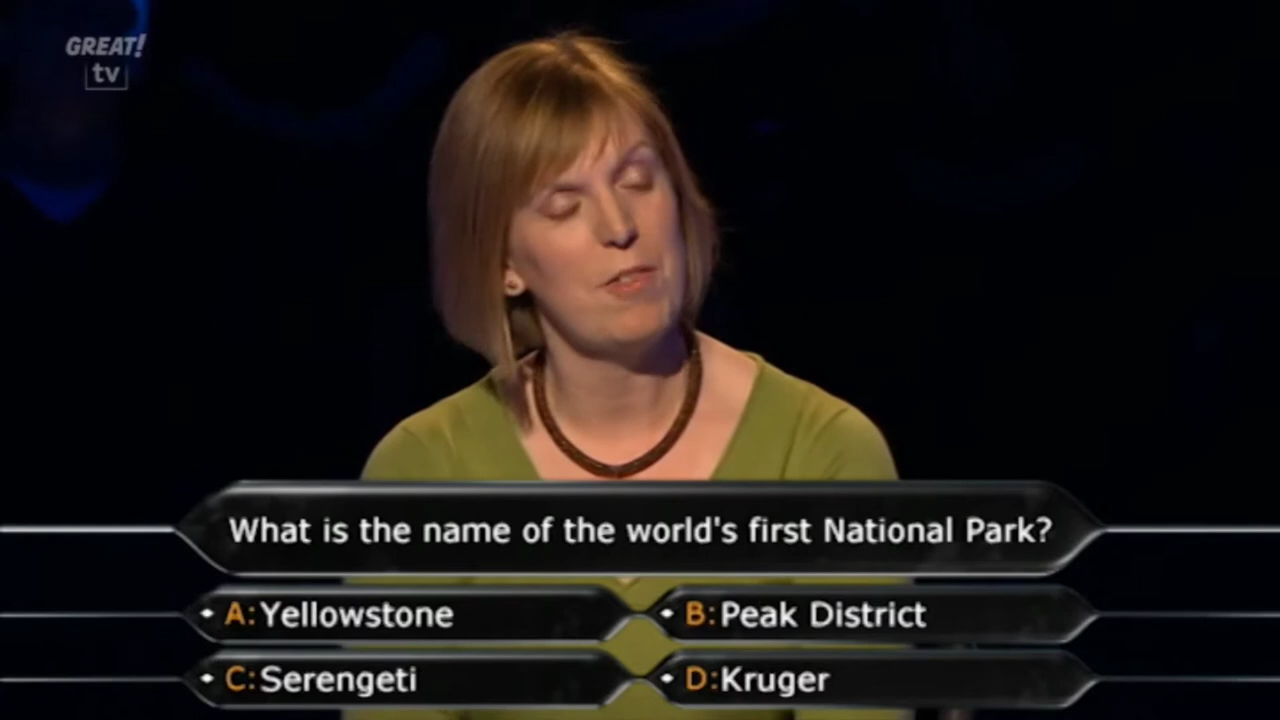 GREAT!
tv
What is the name of the world's first National Park?
A: Yellowstone
B: Peak District
C: Serengeti
D: Kruger